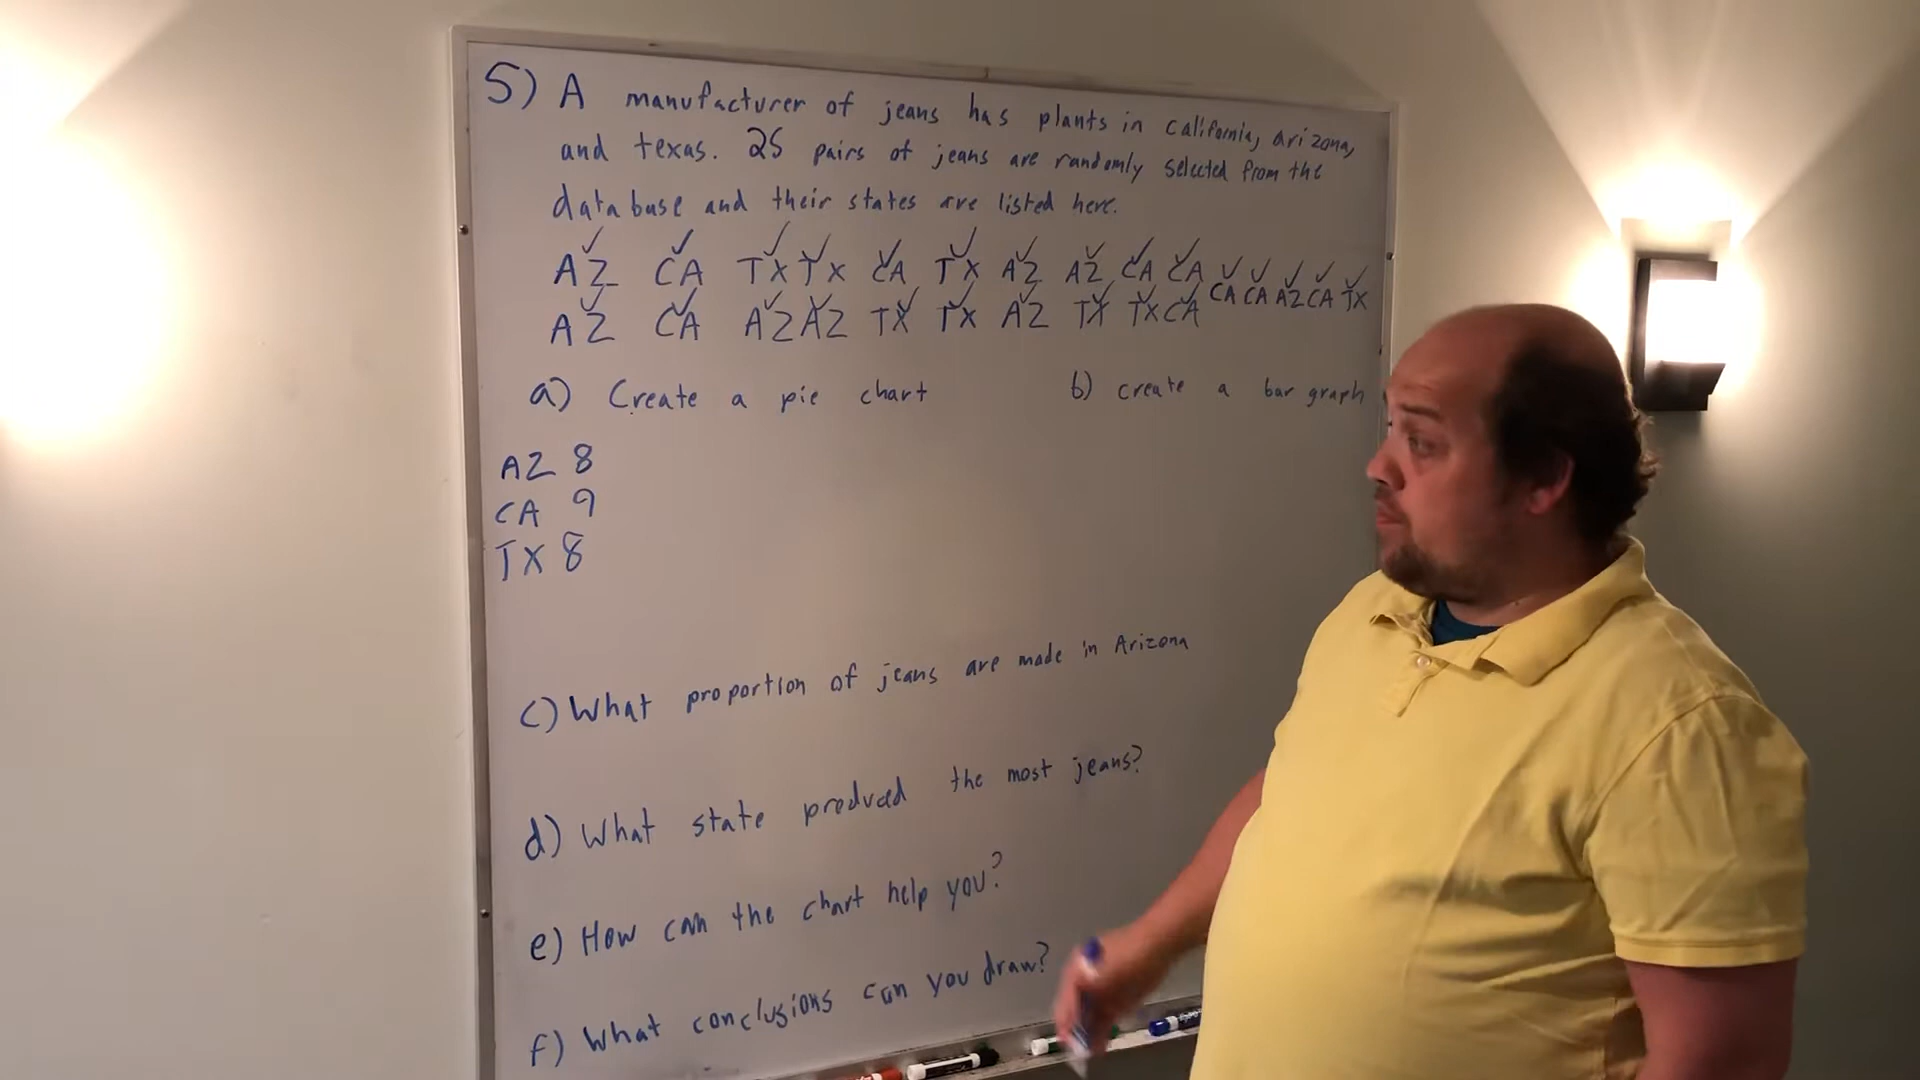 5) A manufacturer of jeans has plants in california, arizona,
and texas. 25 pairs of jeans are randomly selected from the
database and their states are listed here.
AZ CA TX TX CA TX AZ AZ CA CA CA CA AZ CA TX
AZ CA AZ AZ TX TX AZ TX TX CA
a) Create a pie chart
b) create a bar graph
AZ 8
CA 9
TX 8
c) What proportion of jeans are made in Arizona
d) What state produced the most jeans?
e) How can the chart help you?
f) What conclusions can you draw?